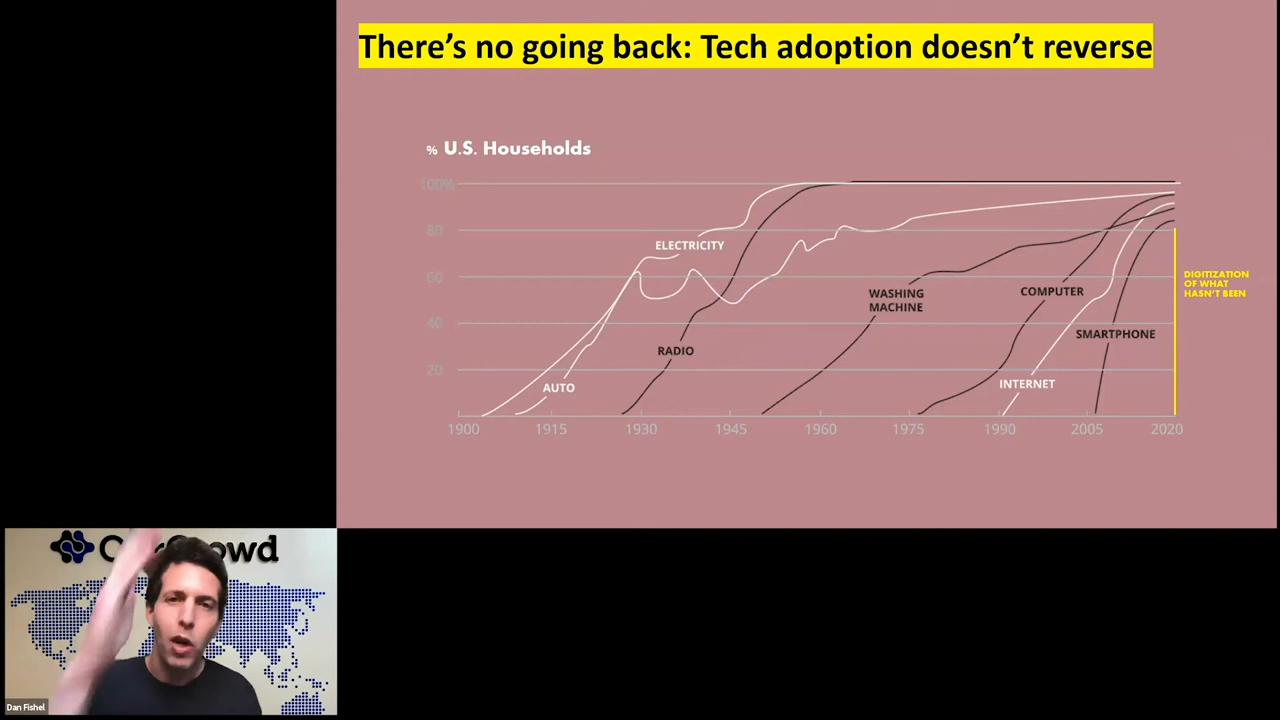 There's no going back: Tech adoption doesn't reverse
% U.S. Households
100%
80
60
40
20
ELECTRICITY
AUTO
RADIO
WASHING
MACHINE
COMPUTER
INTERNET
SMARTPHONE
DIGITIZATION
OF WHAT
HASN'T BEEN
1900 1915 1930 1945 1960 1975 1990 2005 2020
Dan Fishel